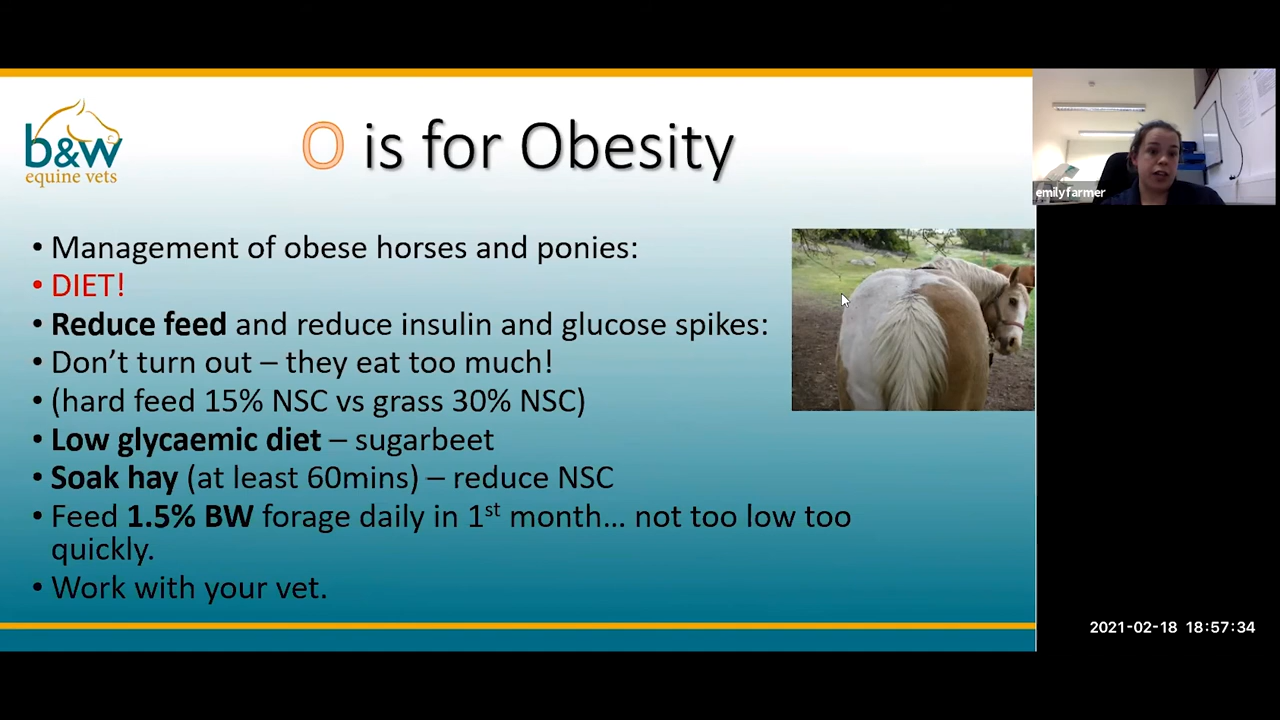 b&w
equine vets
O is for Obesity
emilyfarmer
• Management of obese horses and ponies:
• DIET!
• Reduce feed and reduce insulin and glucose spikes:
• Don’t turn out – they eat too much!
• (hard feed 15% NSC vs grass 30% NSC)
• Low glycaemic diet – sugarbeet
• Soak hay (at least 60mins) – reduce NSC
• Feed 1.5% BW forage daily in 1st month... not too low too
quickly.
• Work with your vet.
2021-02-18 18:57:34